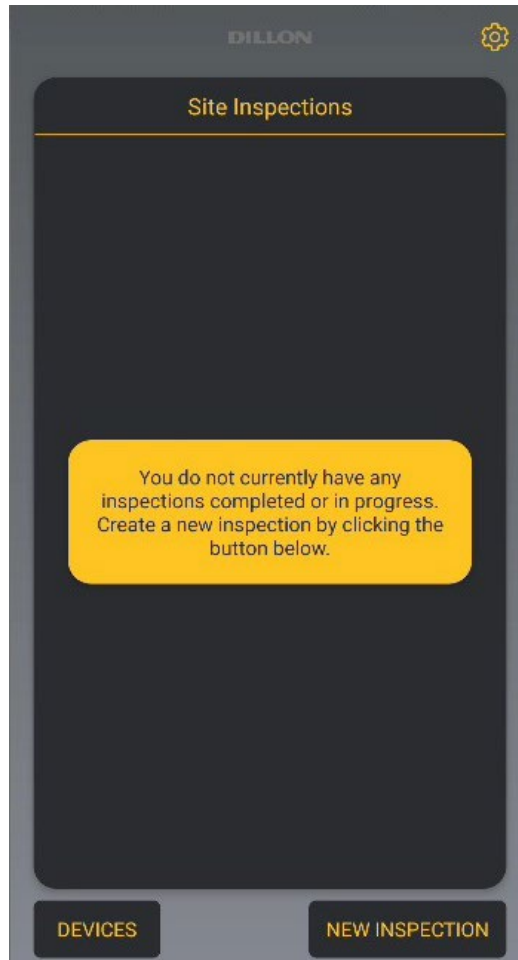 DILLON
Site Inspections
You do not currently have any
inspections completed or in progress.
Create a new inspection by clicking the
button below.
DEVICES
NEW INSPECTION